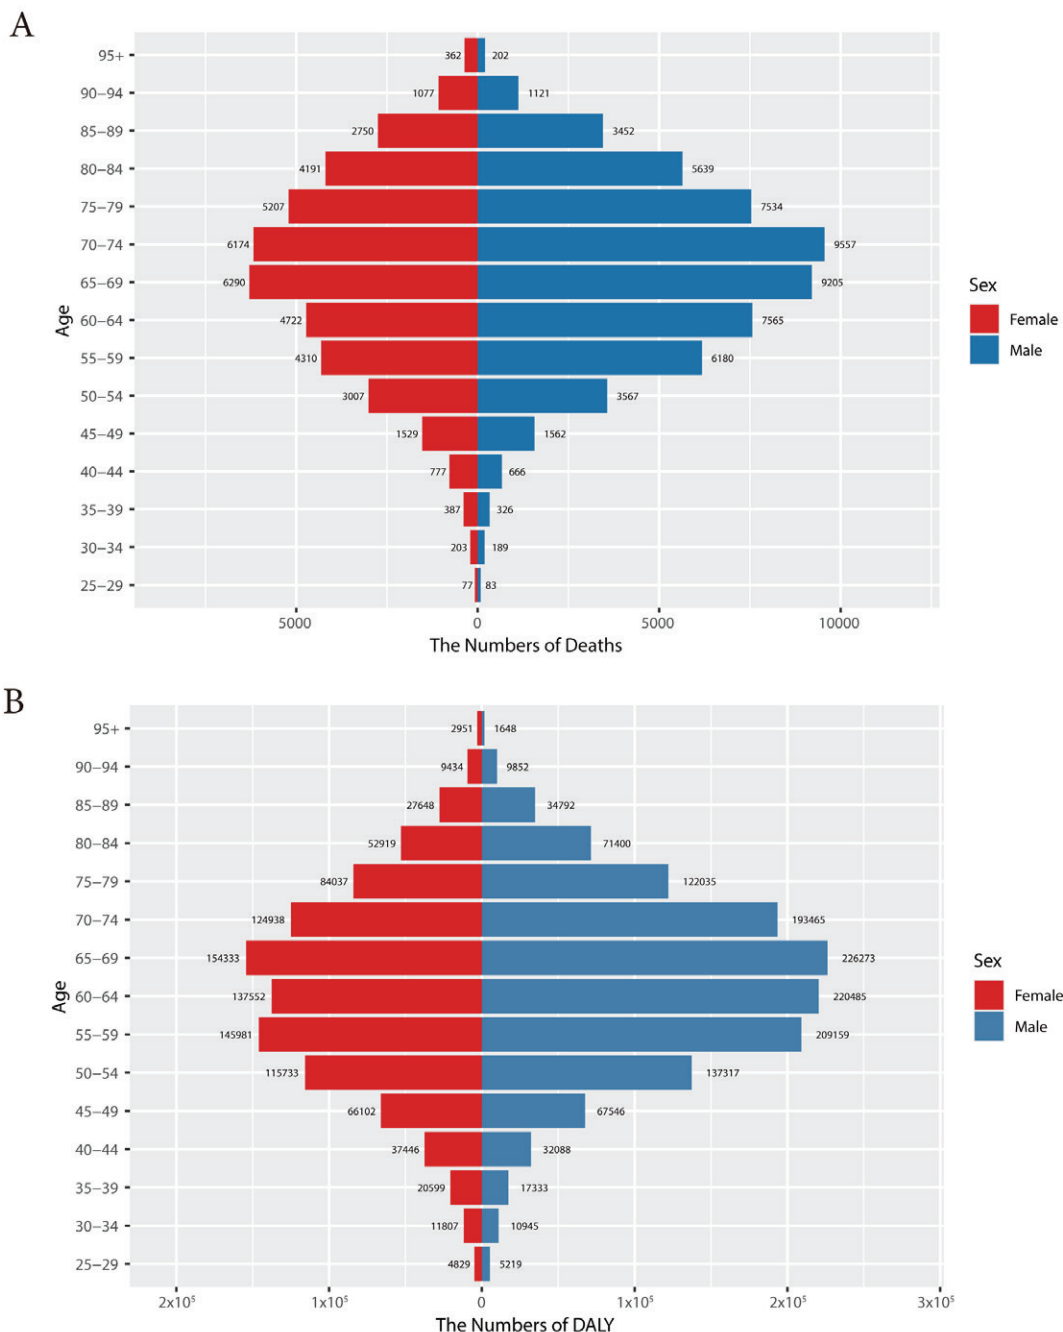 A
95+ 362 202
90−94 1077 1121
85−89 2750 3452
80−84 4191 5639
75−79 5207 7534
70−74 6174 9557
65−69 6290 9205
60−64 4722 7565
55−59 4310 6180
50−54 3007 3567
45−49 1529 1562
40−44 777 666
35−39 387 326
30−34 203 189
25−29 77 83
Age
Sex
Female
Male
5000 0 5000 10000
The Numbers of Deaths
B
95+ 2951 1648
90−94 9434 9852
85−89 27648 34792
80−84 52919 71400
75−79 84037 122035
70−74 124938 193465
65−69 154333 226273
60−64 137552 220485
55−59 145981 209159
50−54 115733 137317
45−49 66102 67546
40−44 37446 32088
35−39 20599 17333
30−34 11807 10945
25−29 4829 5219
Age
Sex
Female
Male
2x10⁵ 1x10⁵ 0 1x10⁵ 2x10⁵ 3x10⁵
The Numbers of DALY